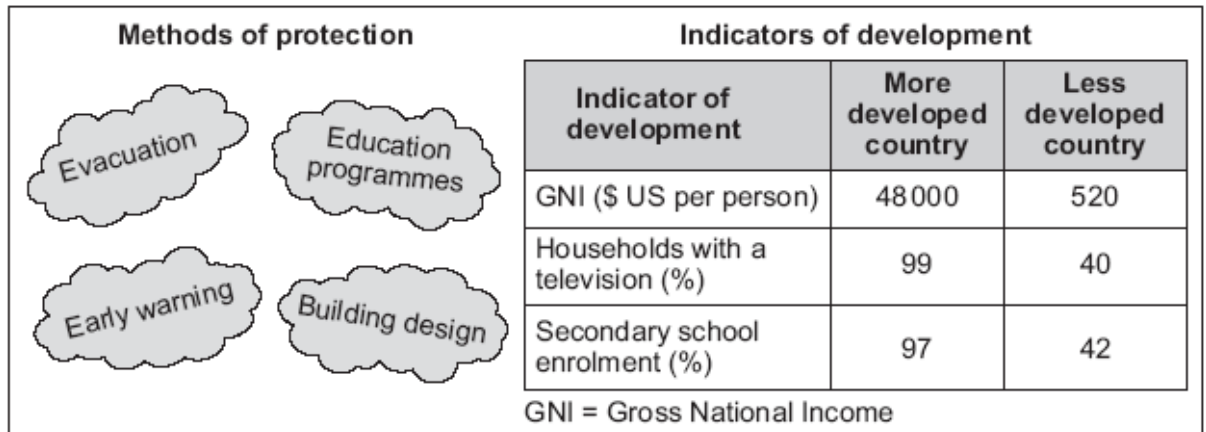 Methods of protection
Evacuation
Education
programmes
Early warning
Building design
Indicators of development
Indicator of
development
More
developed
country
Less
developed
country
GNI ($ US per person)
48 000
520
Households with a
television (%)
99
40
Secondary school
enrolment (%)
97
42
GNI = Gross National Income